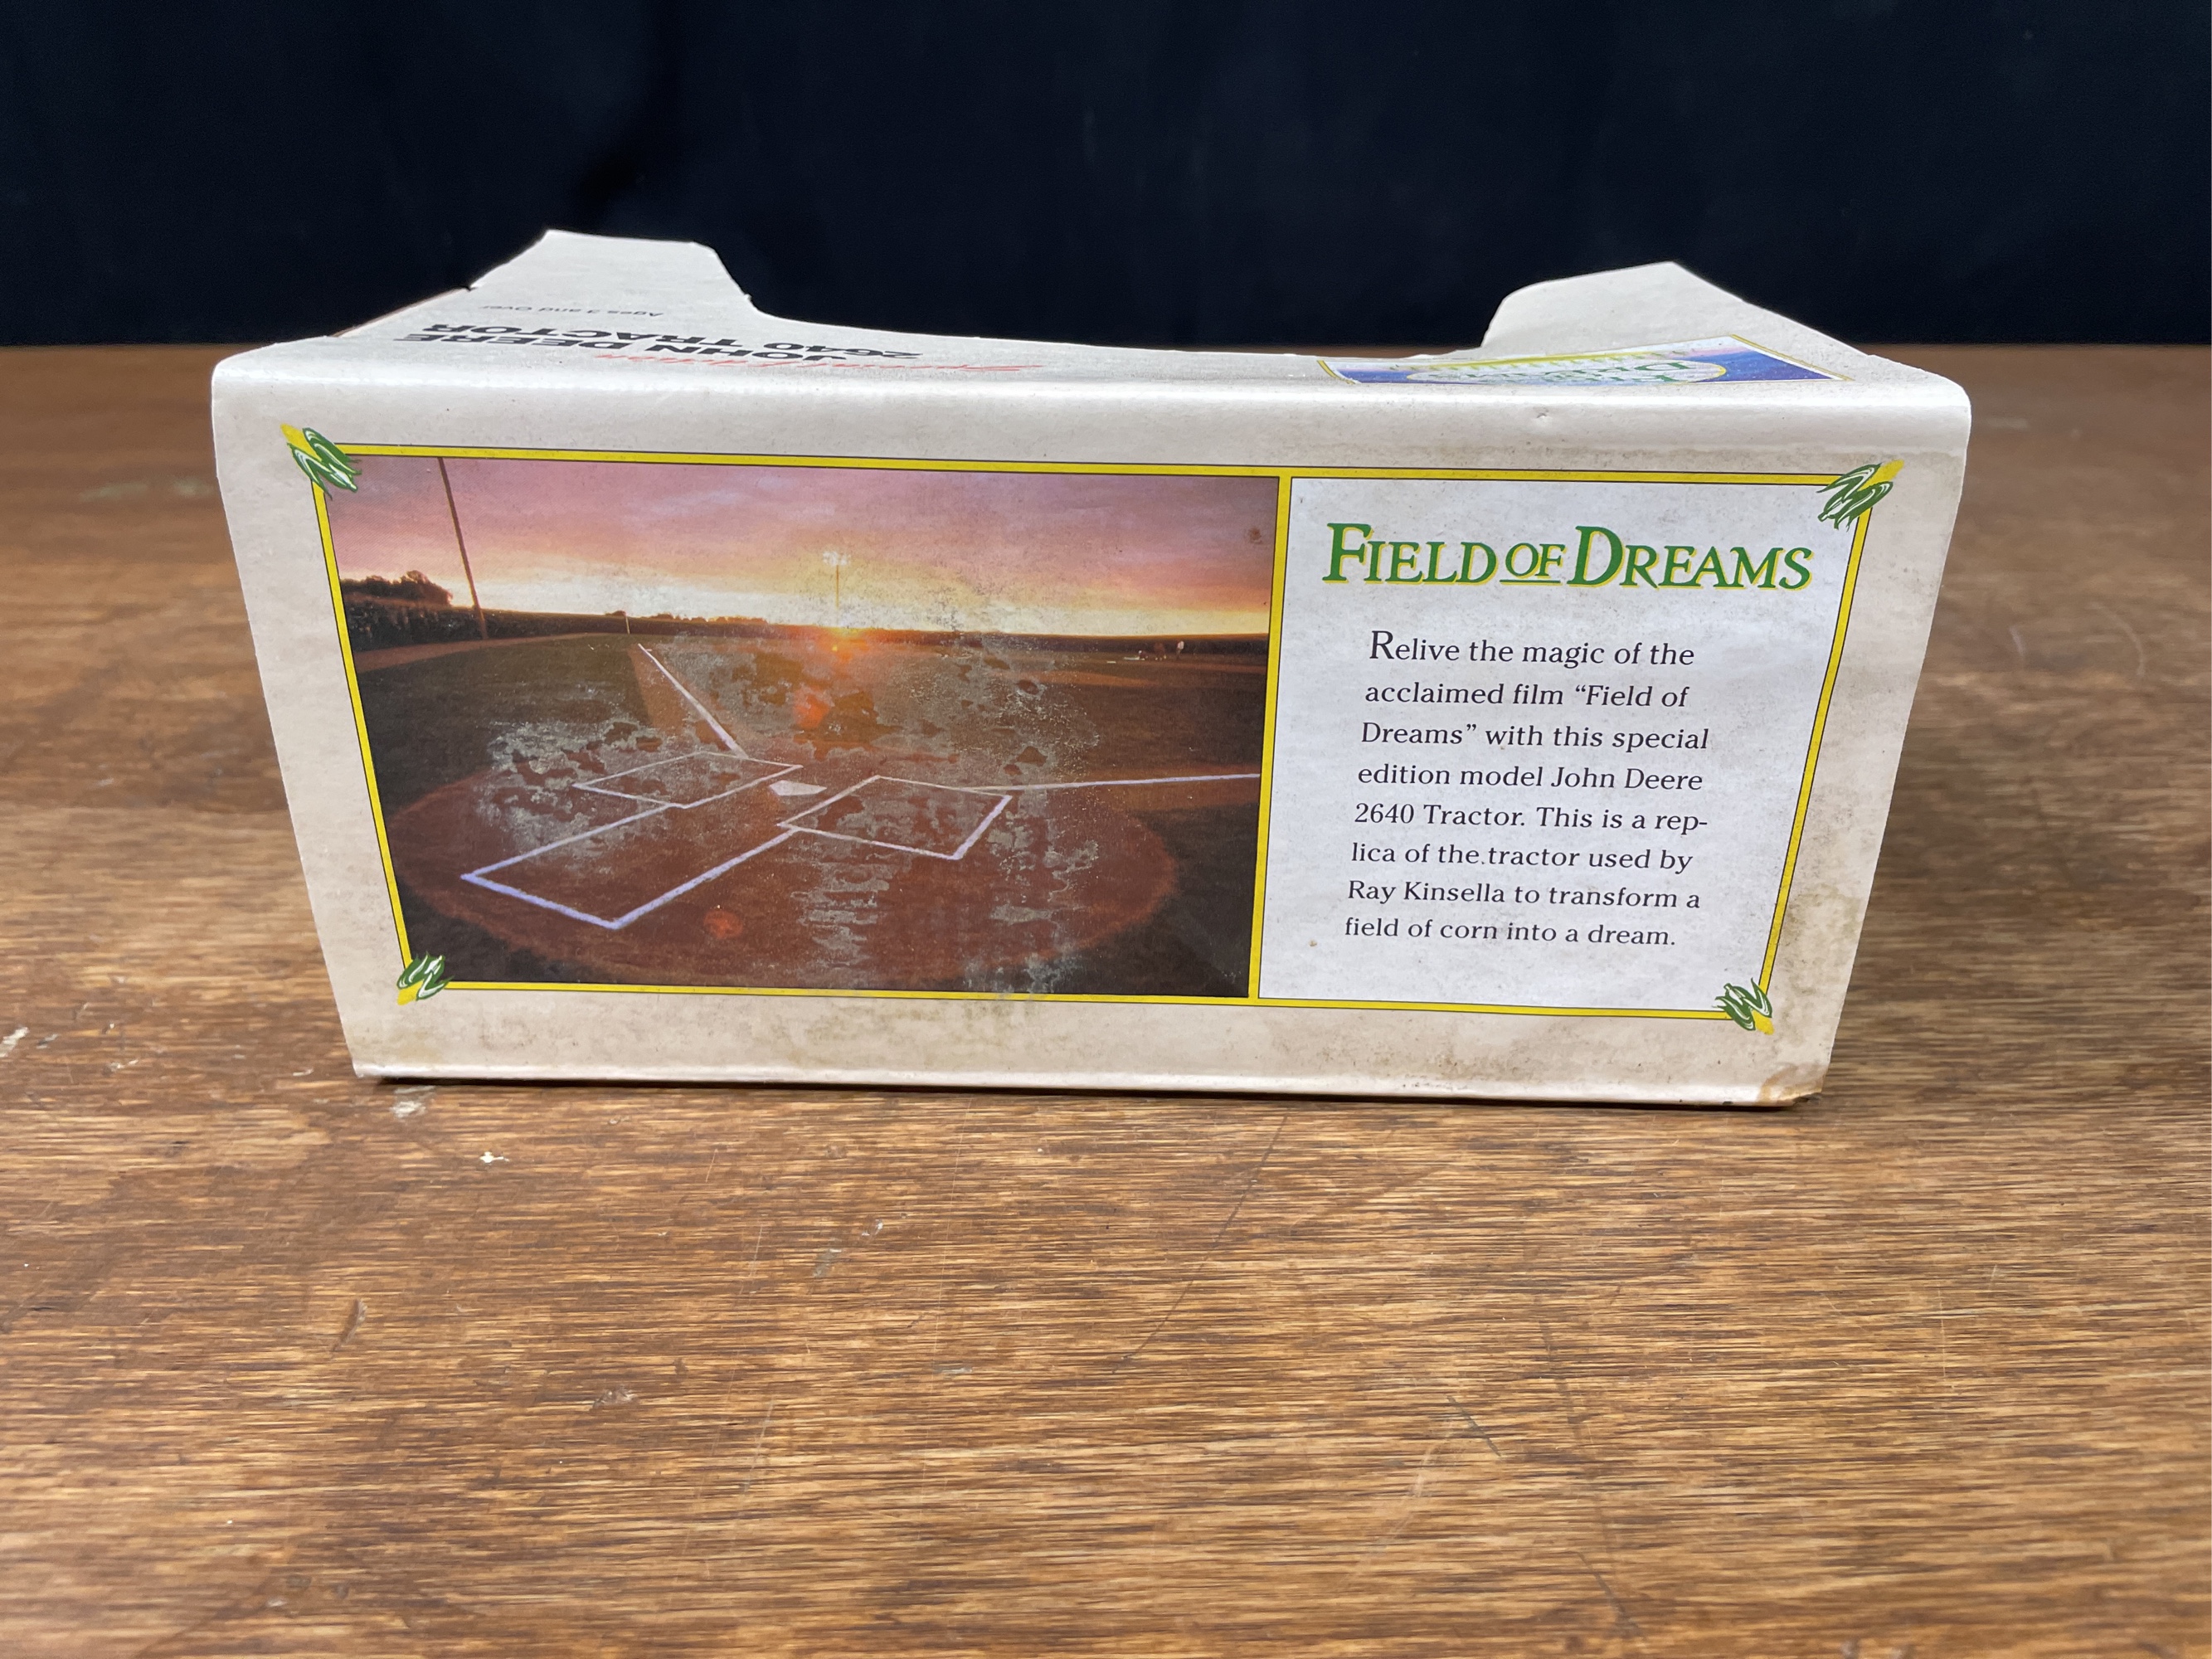 Ages 3 and Over
JOHN DEERE
2640 TRACTOR
Special Edition
FIELD OF DREAMS
Relive the magic of the
acclaimed film “Field of
Dreams” with this special
edition model John Deere
2640 Tractor. This is a rep-
lica of the tractor used by
Ray Kinsella to transform a
field of corn into a dream.